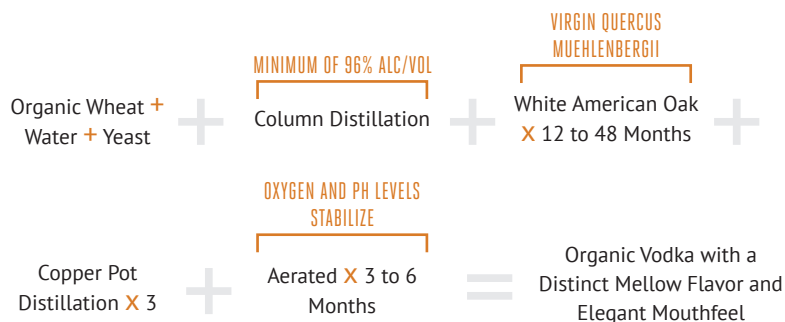 VIRGIN QUERCUS
MUEHLENBERGII
MINIMUM OF 96% ALC/VOL
Organic Wheat +
Water + Yeast
+
Column Distillation
+
White American Oak
X 12 to 48 Months
+
OXYGEN AND PH LEVELS
STABILIZE
Copper Pot
Distillation X 3
+
Aerated X 3 to 6
Months
=
Organic Vodka with a
Distinct Mellow Flavor and
Elegant Mouthfeel